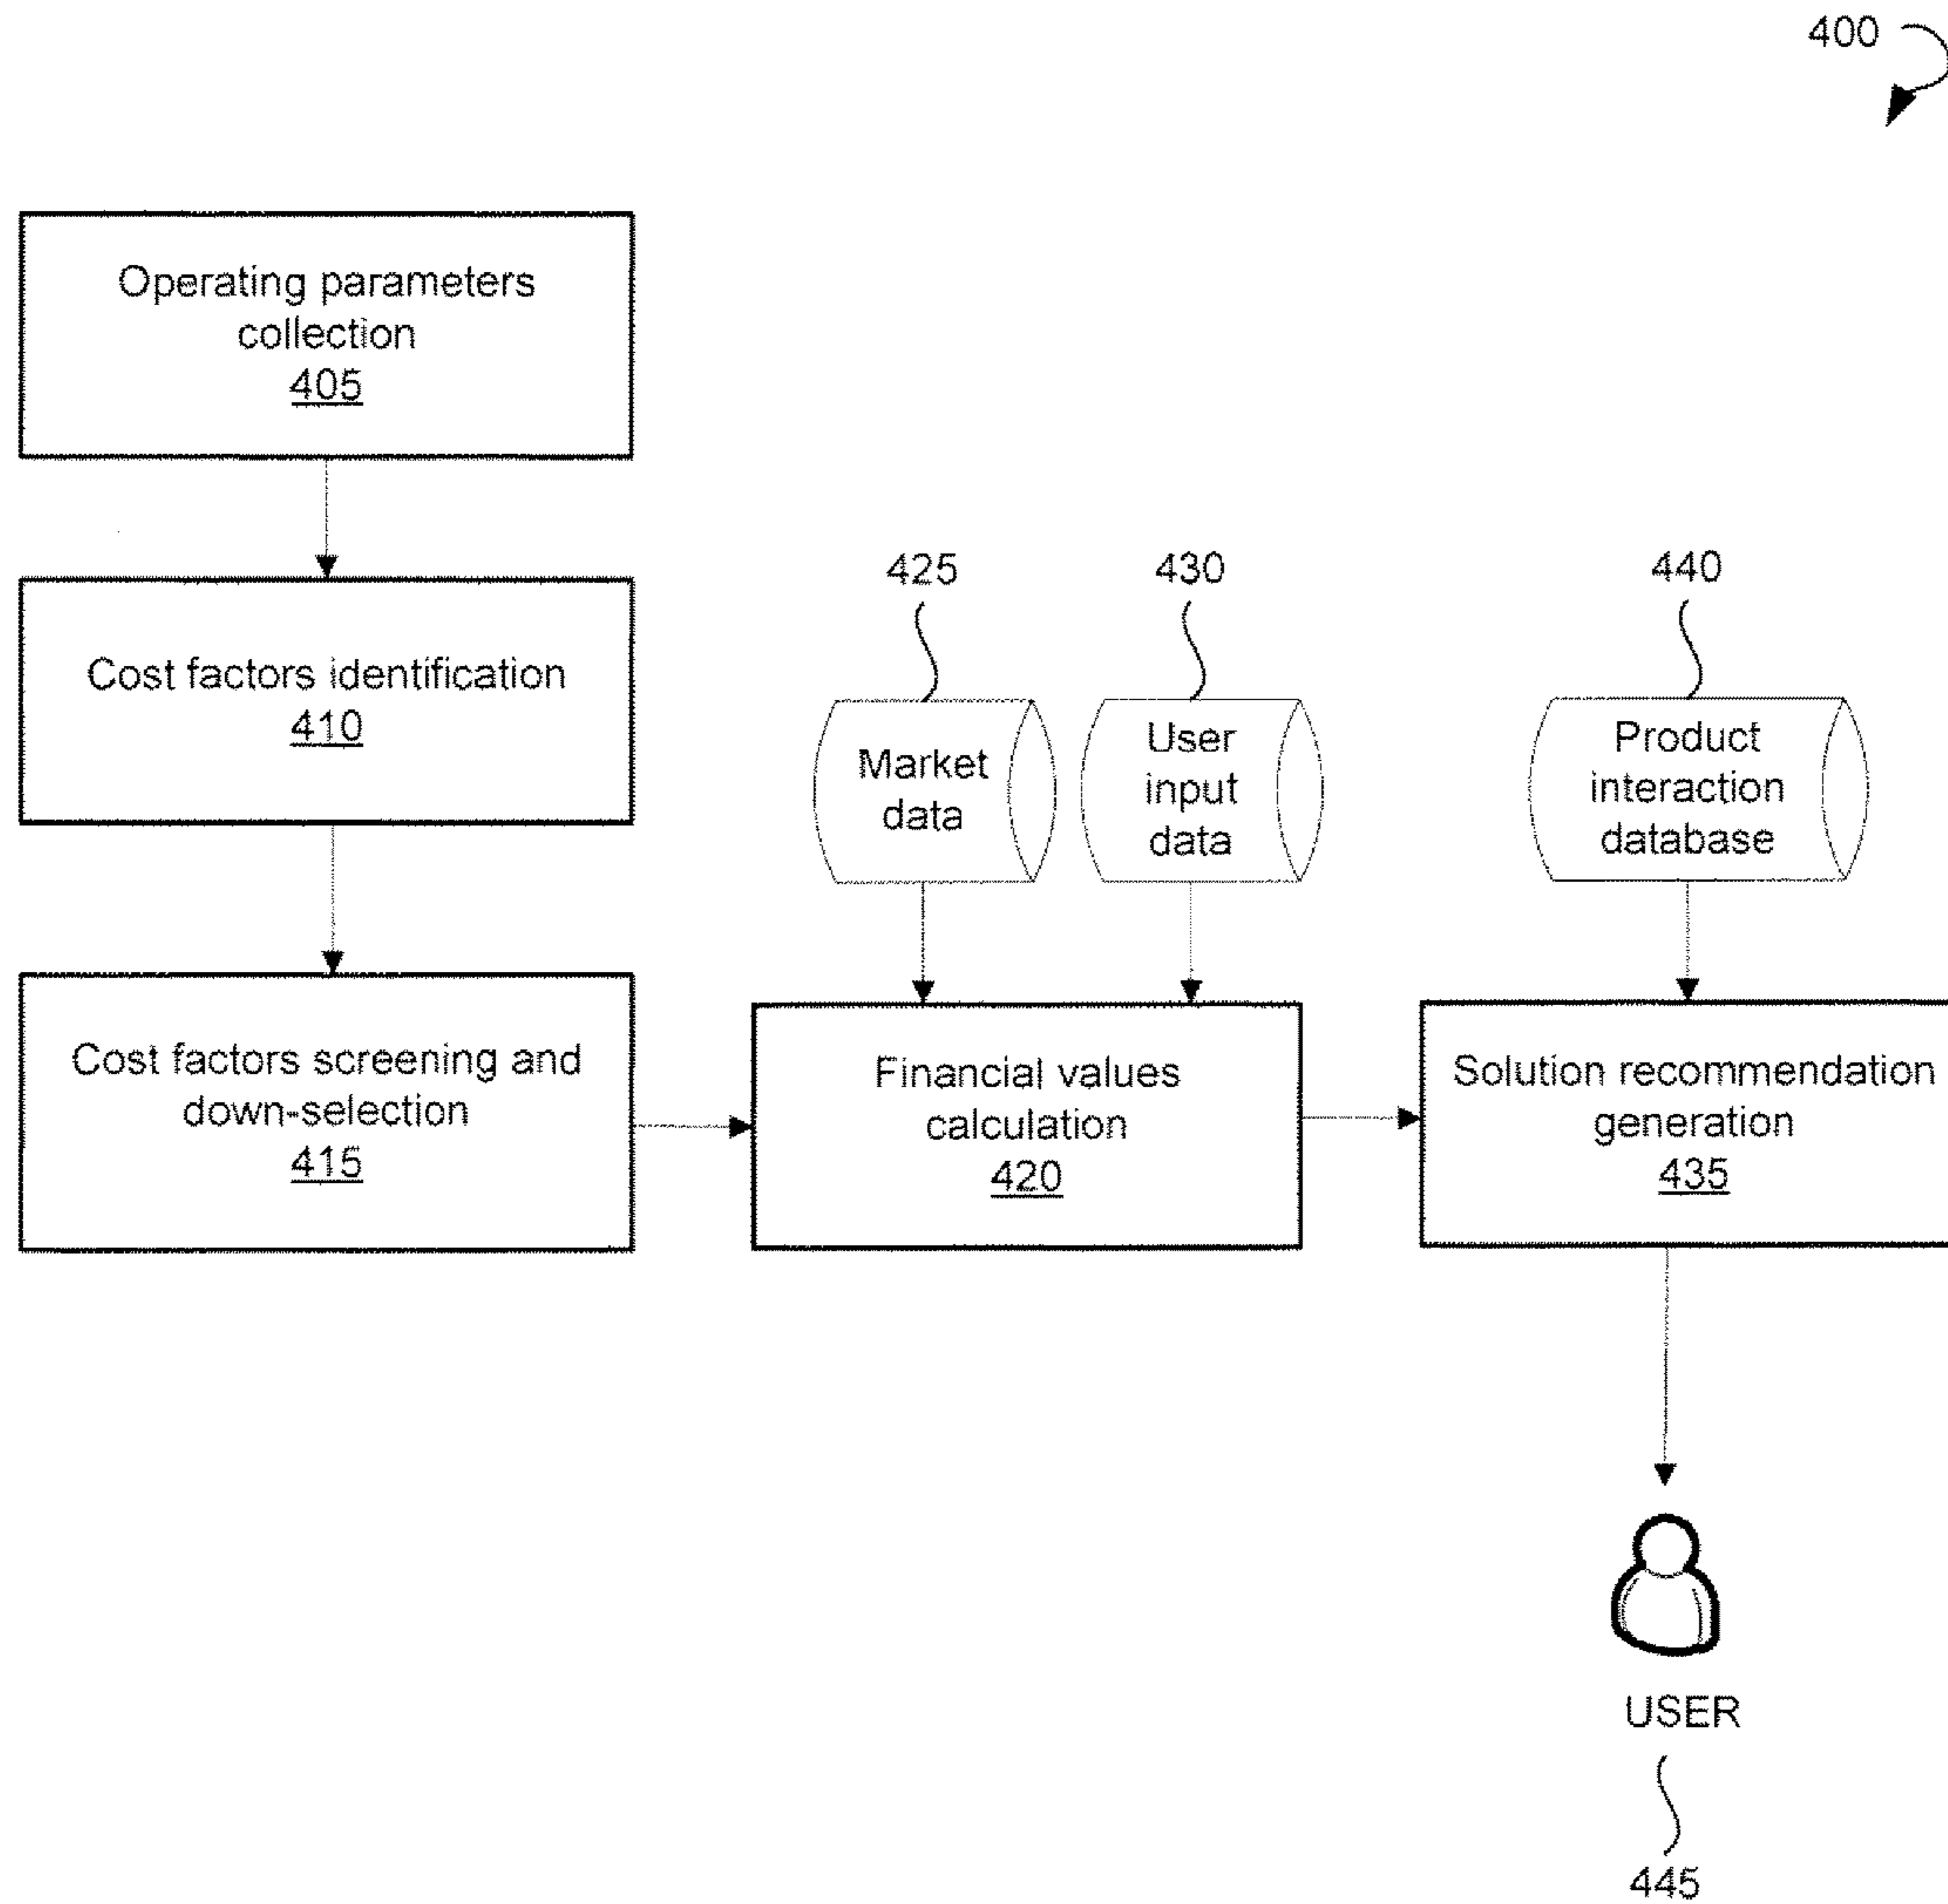 400
Operating parameters
collection
405
Cost factors identification
410
425
430
440
Market
data
User
input
data
Product
interaction
database
Cost factors screening and
down-selection
415
Financial values
calculation
420
Solution recommendation
generation
435
USER
445